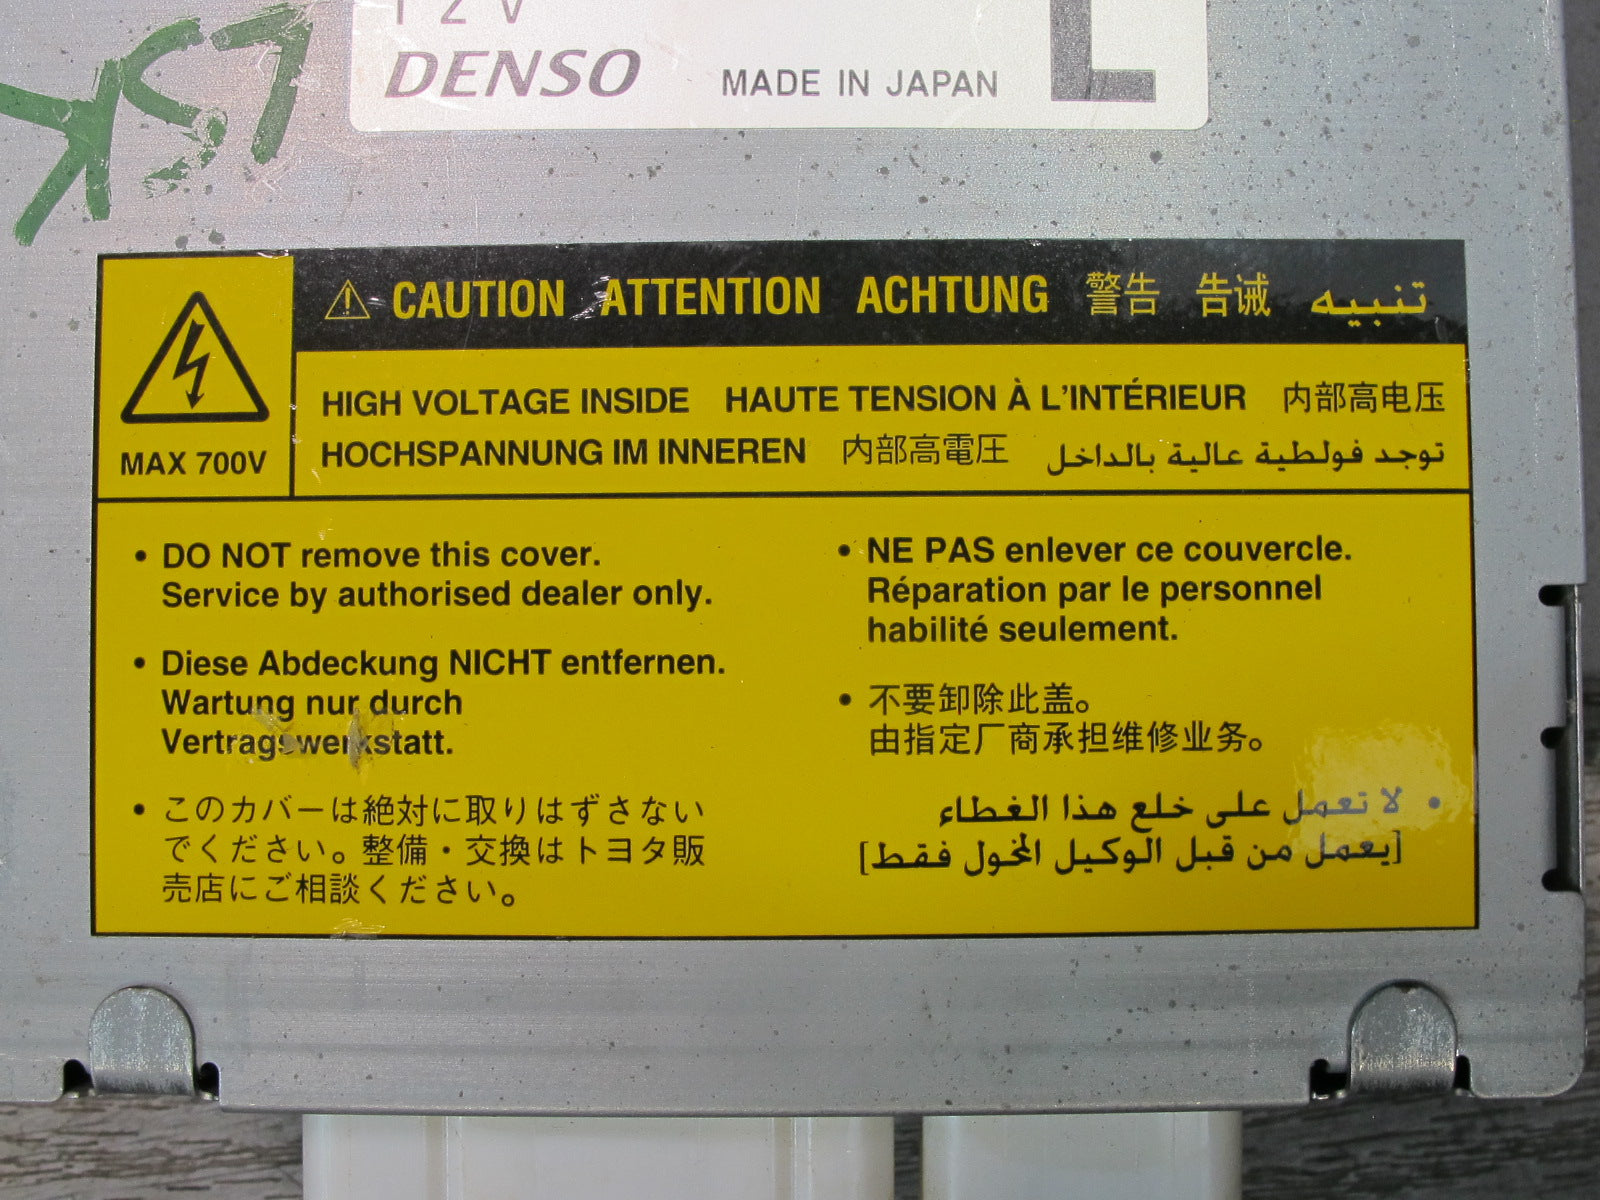 12V
DENSO MADE IN JAPAN L
LSK
CAUTION ATTENTION ACHTUNG 警告 告诫 تنبيه
MAX 700V
HIGH VOLTAGE INSIDE HAUTE TENSION À L'INTÉRIEUR 内部高电压
HOCHSPANNUNG IM INNEREN 内部高電圧 توجد فولطية عالية بالداخل
• DO NOT remove this cover.
Service by authorised dealer only.
• Diese Abdeckung NICHT entfernen.
Wartung nur durch
Vertragswerkstatt.
• このカバーは絶対に取りはずさない
でください。整備・交換はトヨタ販
売店にご相談ください。
• NE PAS enlever ce couvercle.
Réparation par le personnel
habilité seulement.
• 不要卸除此盖。
由指定厂商承担维修业务。
• لا تعمل على خلع هذا الغطاء
[يعمل من قبل الوكيل المخول فقط]